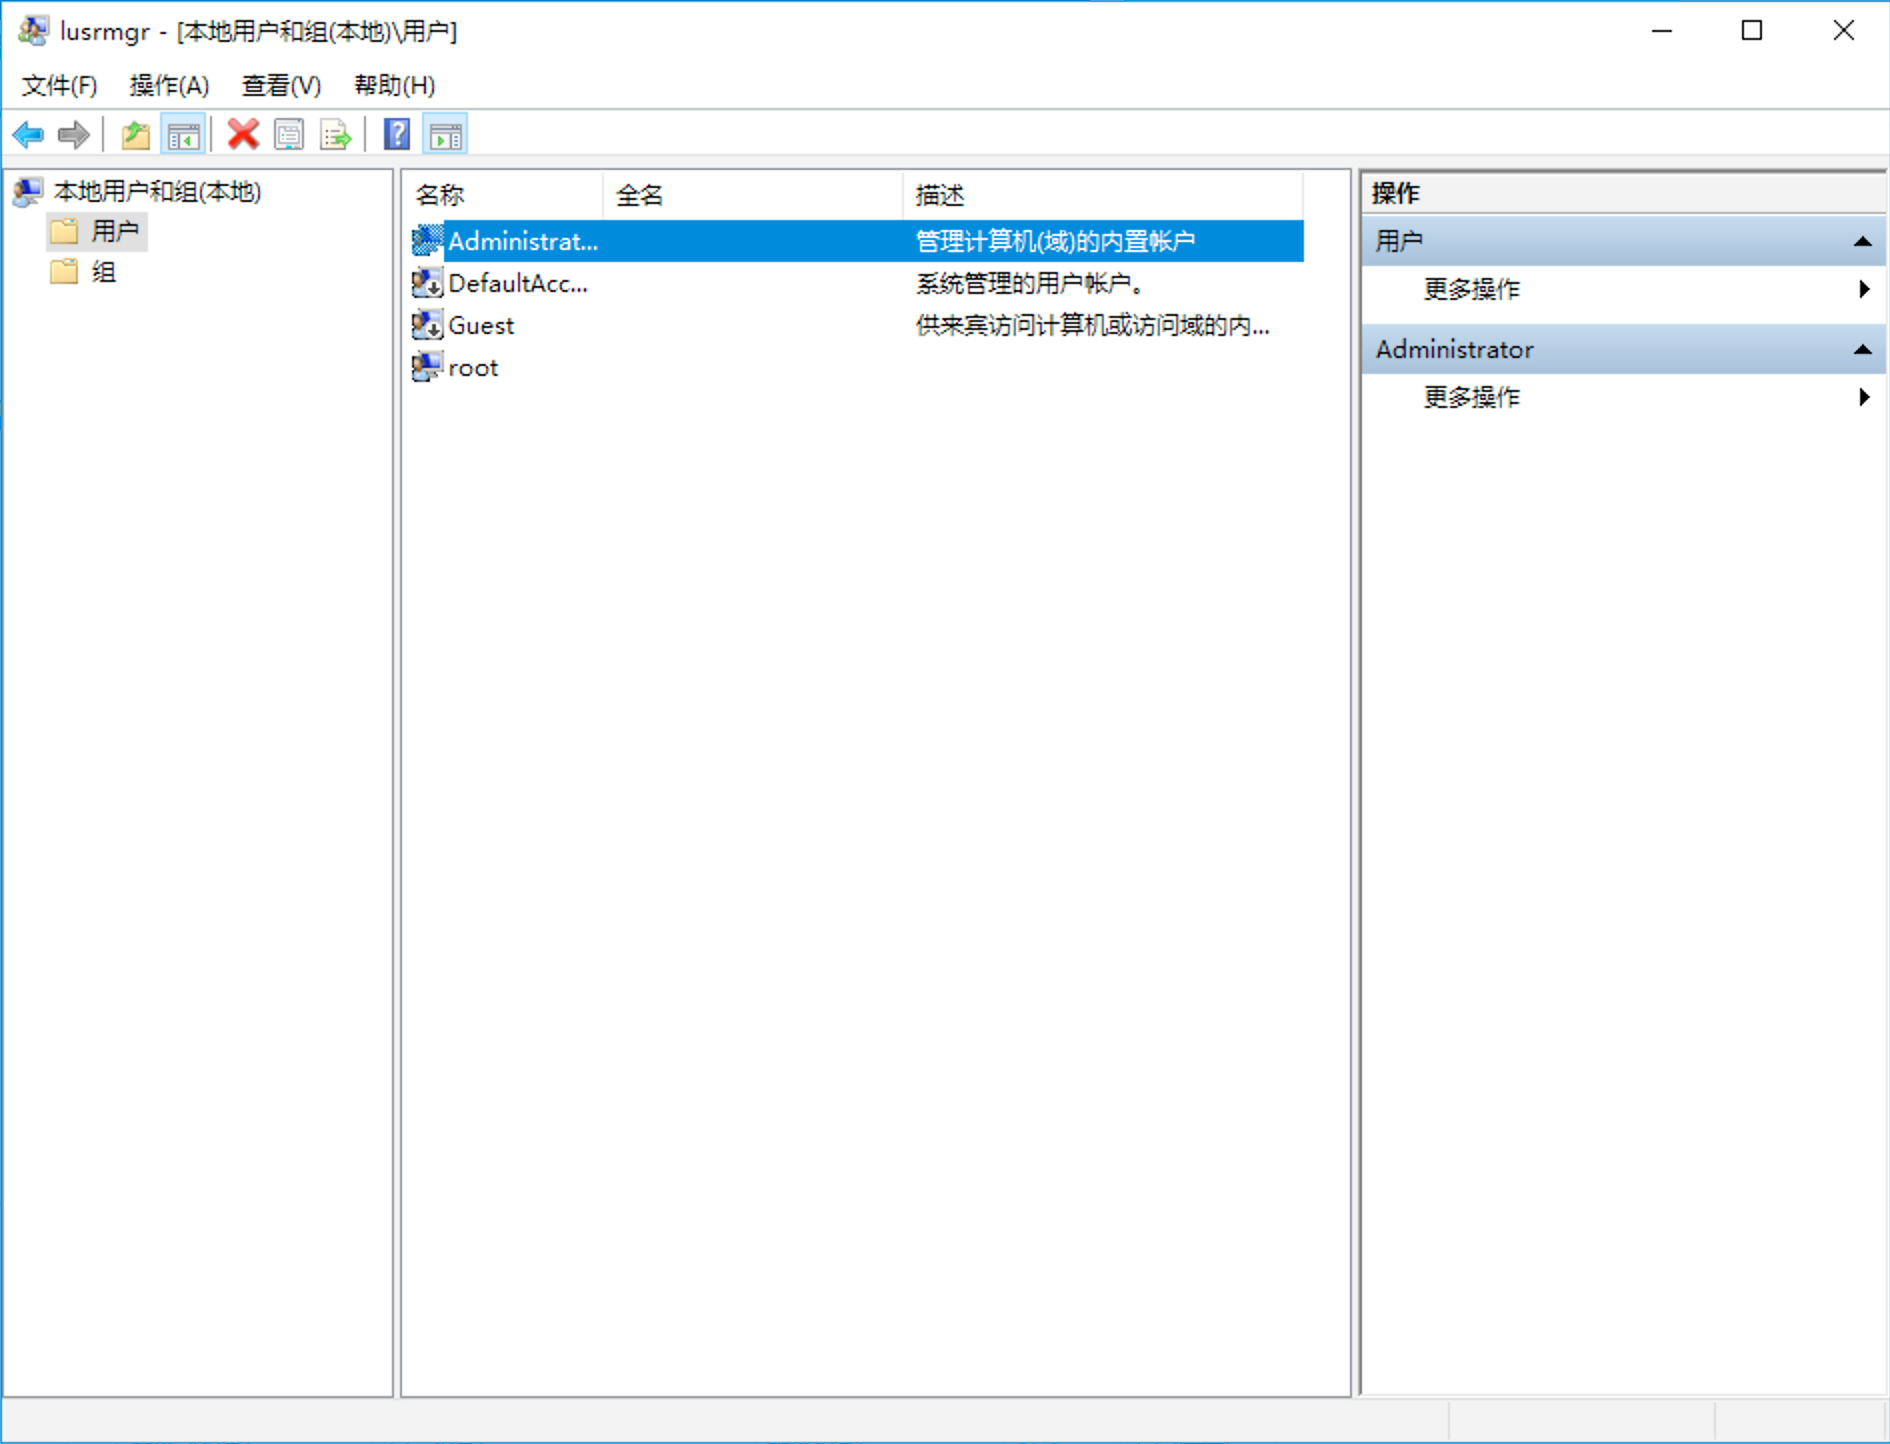 lusrmgr - [本地用户和组(本地)\用户]
文件(F) 操作(A) 查看(V) 帮助(H)
本地用户和组(本地)
用户
组
名称 全名 描述
Administrat... 管理计算机(域)的内置帐户
DefaultAcc... 系统管理的用户帐户。
Guest 供来宾访问计算机或访问域的内...
root
操作
用户
更多操作
Administrator
更多操作